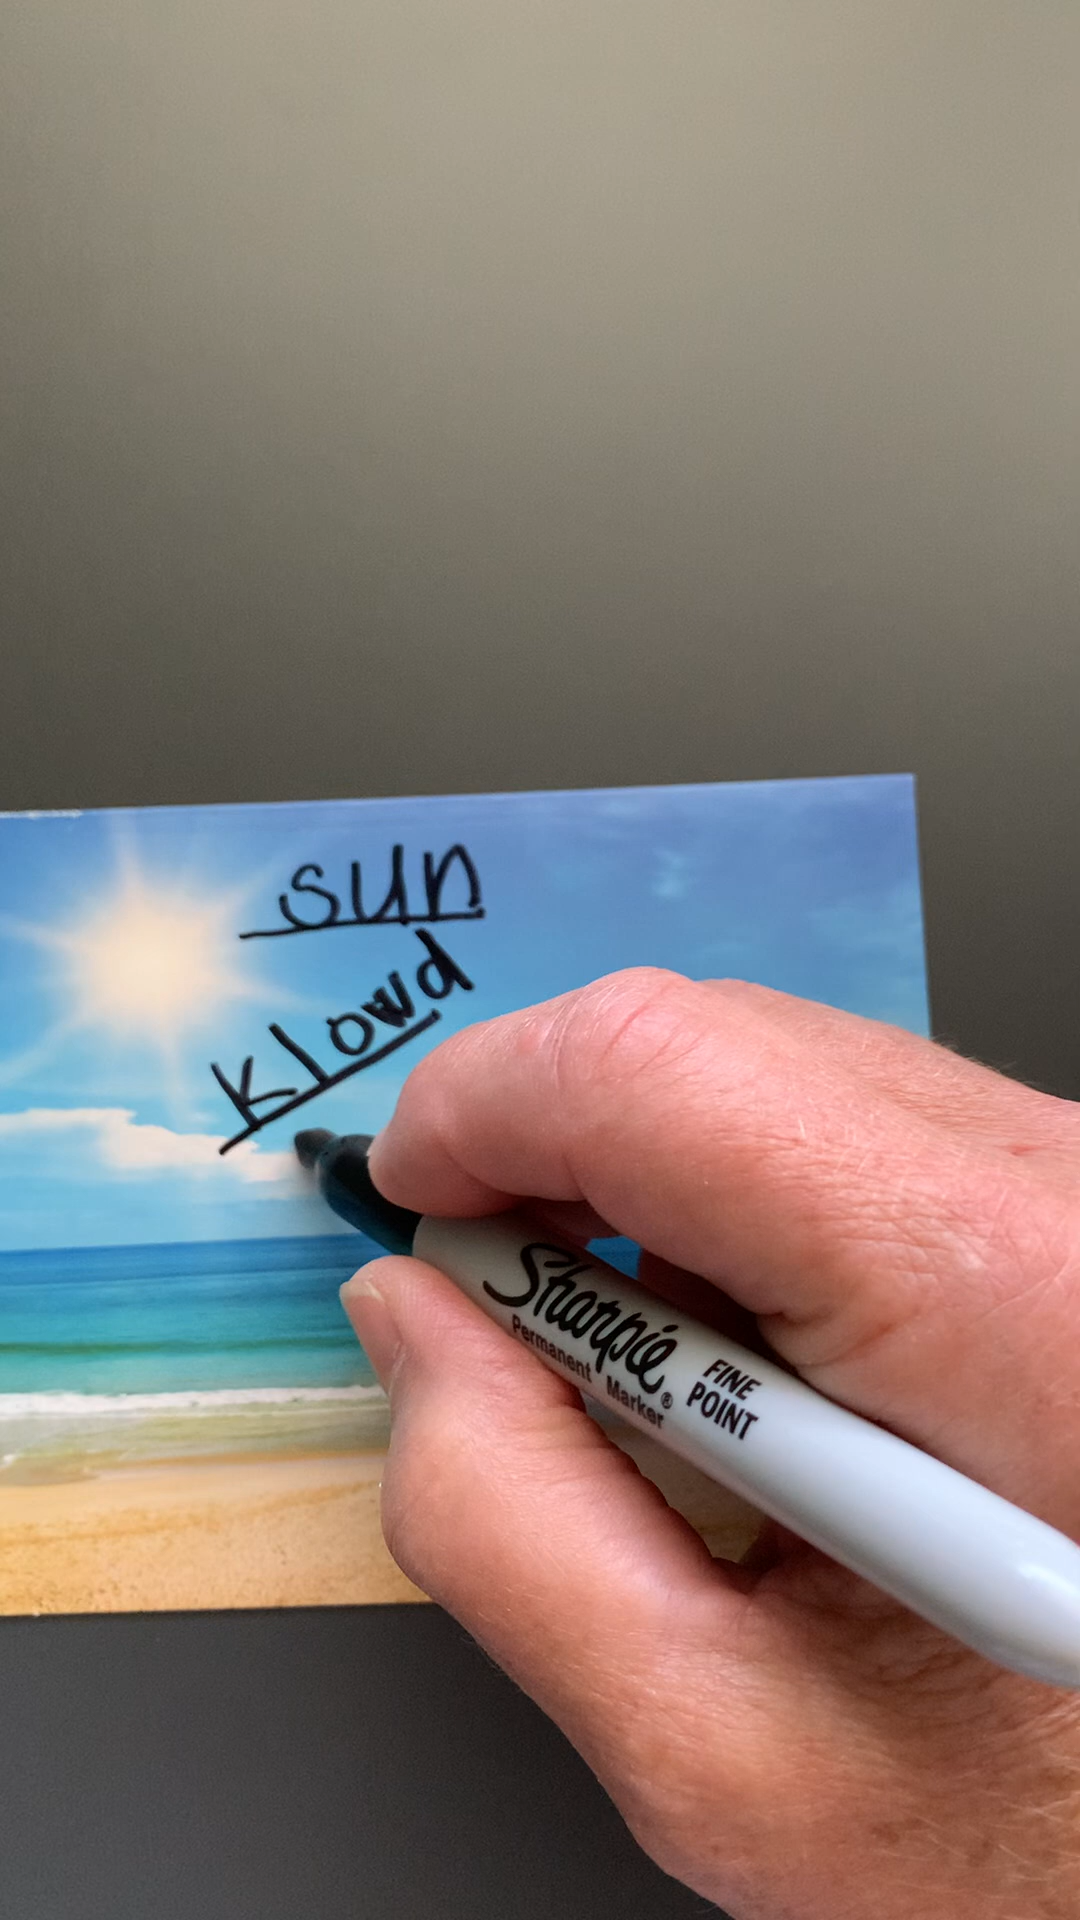 sun
klowd
Sharpie®
Permanent Marker
FINE
POINT